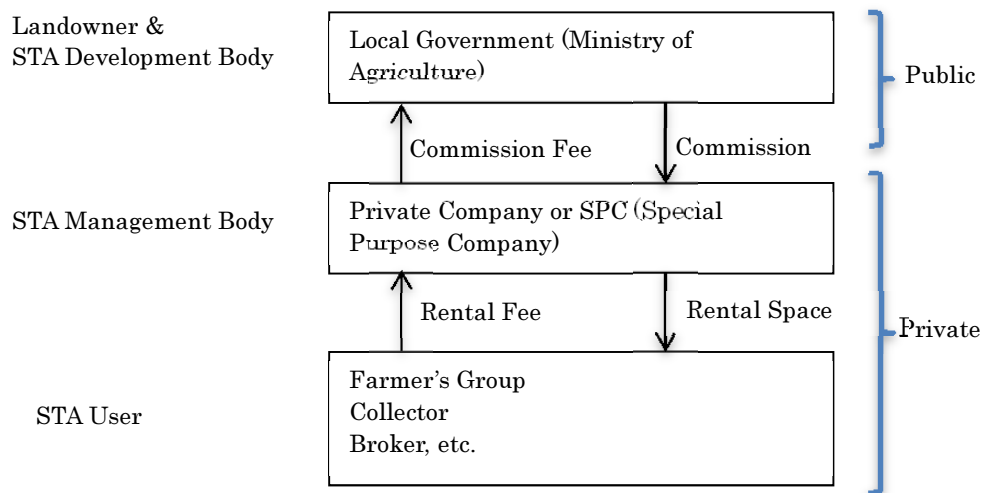 Landowner &
STA Development Body
Local Government (Ministry of
Agriculture)
Public
Commission Fee
Commission
STA Management Body
Private Company or SPC (Special
Purpose Company)
Rental Fee
Rental Space
Private
STA User
Farmer's Group
Collector
Broker, etc.